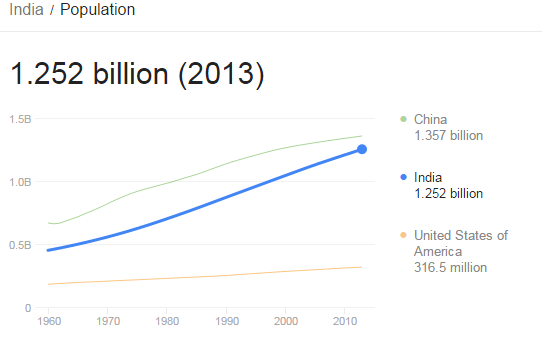 India / Population
1.252 billion (2013)
1.5B
1.0B
0.5B
0
1960
1970
1980
1990
2000
2010
China
1.357 billion
India
1.252 billion
United States of
America
316.5 million